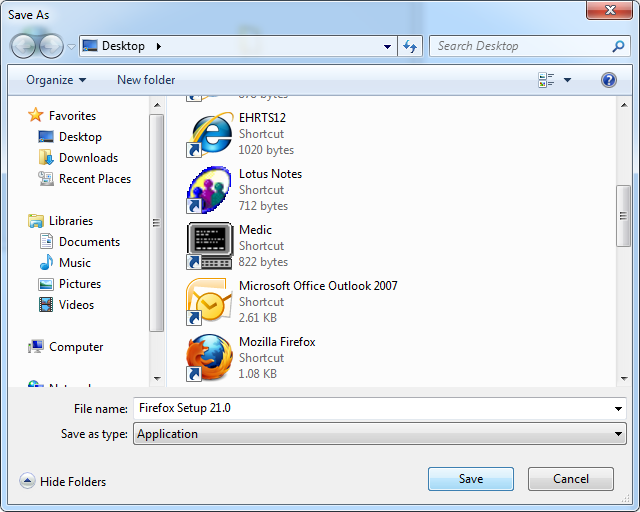 Save As
Desktop
Search Desktop
Organize
New folder
Favorites
Desktop
Downloads
Recent Places
Libraries
Documents
Music
Pictures
Videos
Computer
EHRTS12
Shortcut
1020 bytes
Lotus Notes
Shortcut
712 bytes
Medic
Shortcut
822 bytes
Microsoft Office Outlook 2007
Shortcut
2.61 KB
Mozilla Firefox
Shortcut
1.08 KB
File name: Firefox Setup 21.0
Save as type: Application
Hide Folders
Save
Cancel